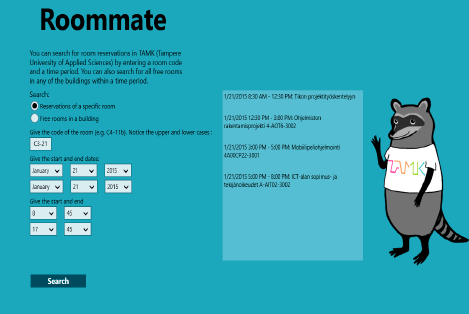 Roommate
You can search for room reservations in TAMK (Tampere
University of Applied Sciences) by entering a room code
and a time period. You can also search for all free rooms
in any of the buildings within a time period.
Search:
Reservations of a specific room
Free rooms in a building
Give the code of the room (e.g. C4-11b). Notice the upper and lower cases :
C3-21
Give the start and end dates:
January 21 2015
January 21 2015
Give the start and end
8 45
17 45
Search
1/21/2015 8:30 AM - 12:30 PM: Tikon projektityöskentelyyn
1/21/2015 12:30 PM - 3:00 PM: Ohjelmiston
rakentamisprojekti 4-AOT6-3002
1/21/2015 3:00 PM - 5:00 PM: Mobiilipeliohjelmointi
4A00CP22-3001
1/21/2015 5:00 PM - 8:00 PM: ICT-alan sopimus- ja
tekijänoikeudet A-AIT02-3002
TAMK